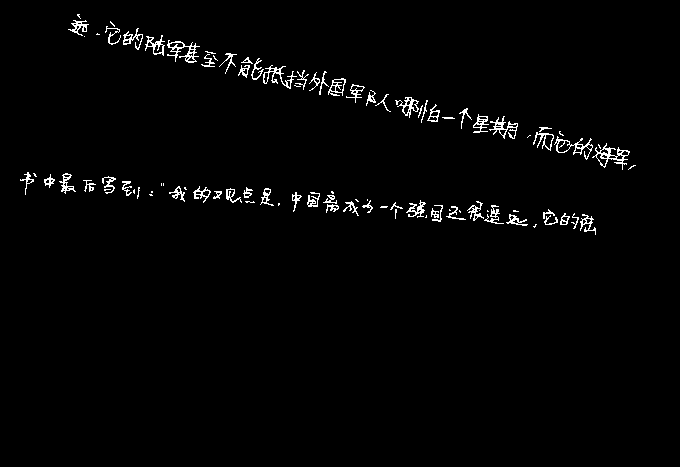 远.它的陆军甚至不能抵挡外国军队人哪怕一个星期,而它的海军,
书中最后写到:"我的观点是,中国离成为一个强国还很遥远,它的陆